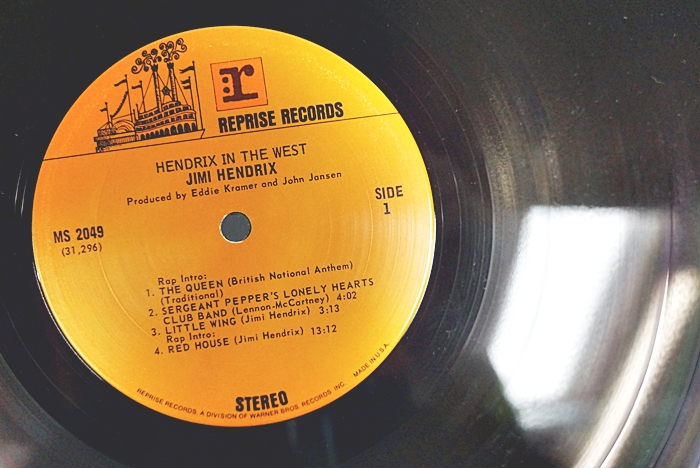 r
REPRISE RECORDS
HENDRIX IN THE WEST
JIMI HENDRIX
Produced by Eddie Kramer and John Jansen
SIDE
1
MS 2049
(31,296)
Rap Intro:
1. THE QUEEN (British National Anthem)
(Traditional)
2. SERGEANT PEPPER'S LONELY HEARTS
CLUB BAND (Lennon-McCartney) 4:02
3. LITTLE WING (Jimi Hendrix) 3:13
Rap Intro:
4. RED HOUSE (Jimi Hendrix) 13:12
STEREO
REPRISE RECORDS, A DIVISION OF WARNER BROS. RECORDS INC. MADE IN U.S.A.